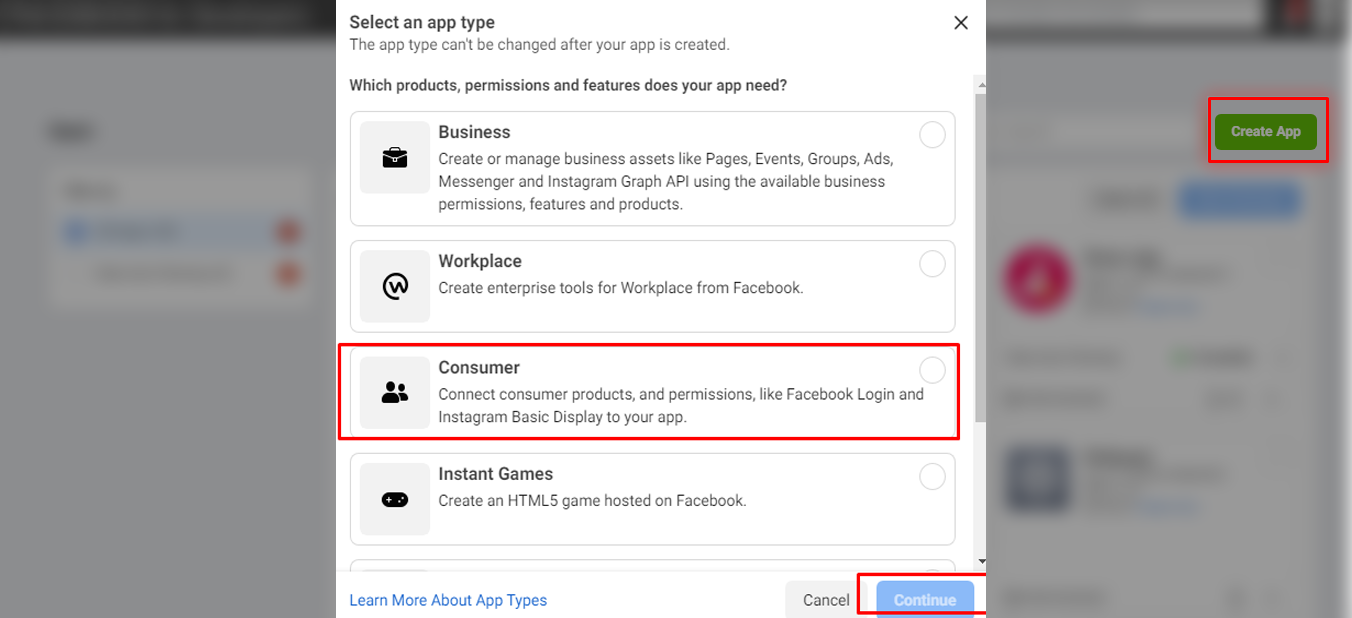 Select an app type
The app type can't be changed after your app is created.
Which products, permissions and features does your app need?
Create App
Business
Create or manage business assets like Pages, Events, Groups, Ads,
Messenger and Instagram Graph API using the available business
permissions, features and products.
Workplace
Create enterprise tools for Workplace from Facebook.
Consumer
Connect consumer products, and permissions, like Facebook Login and
Instagram Basic Display to your app.
Instant Games
Create an HTML5 game hosted on Facebook.
Learn More About App Types
Cancel
Continue